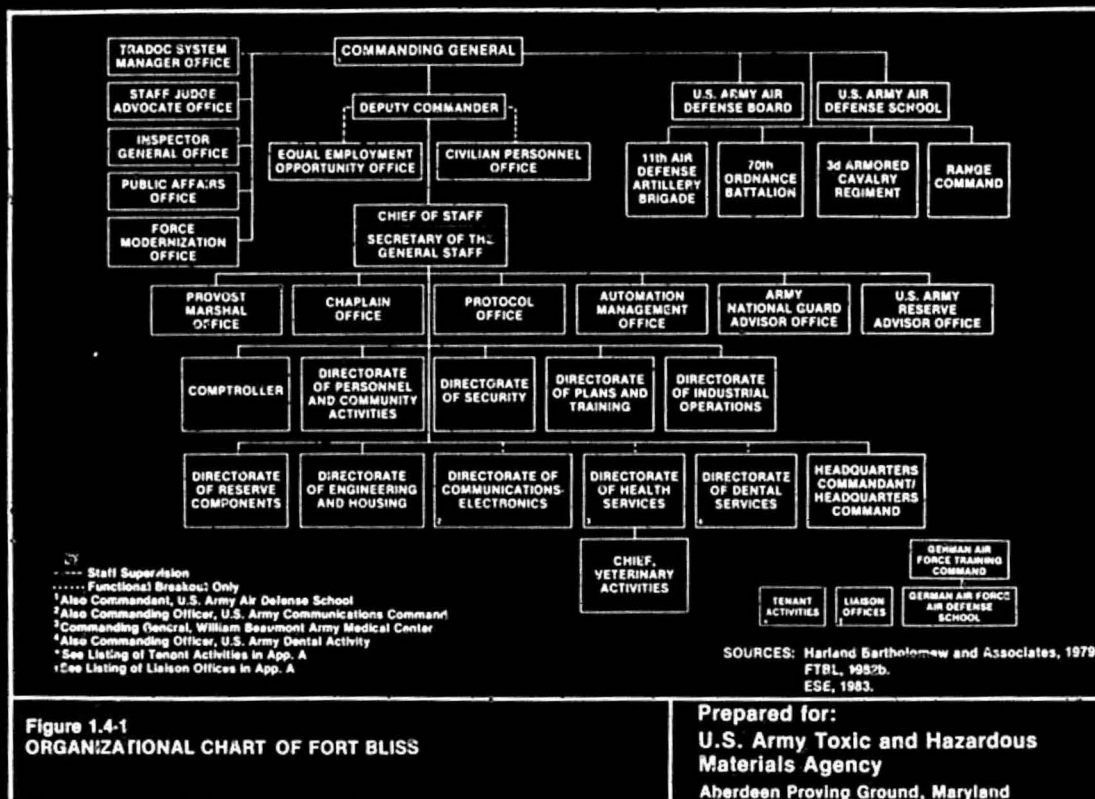 TRADOC SYSTEM
MANAGER OFFICE
STAFF JUDGE
ADVOCATE OFFICE
INSPECTOR
GENERAL OFFICE
PUBLIC AFFAIRS
OFFICE
FORCE
MODERNIZATION
OFFICE
1 COMMANDING GENERAL
DEPUTY COMMANDER
EQUAL EMPLOYMENT
OPPORTUNITY OFFICE
CIVILIAN PERSONNEL
OFFICE
CHIEF OF STAFF
SECRETARY OF THE
GENERAL STAFF
U.S. ARMY AIR
DEFENSE BOARD
U.S. ARMY AIR
DEFENSE SCHOOL
11th AIR
DEFENSE
ARTILLERY
BRIGADE
70th
ORDNANCE
BATTALION
3d ARMORED
CAVALRY
REGIMENT
RANGE
COMMAND
PROVOST
MARSHAL
OFFICE
CHAPLAIN
OFFICE
PROTOCOL
OFFICE
AUTOMATION
MANAGEMENT
OFFICE
ARMY
NATIONAL GUARD
ADVISOR OFFICE
U.S. ARMY
RESERVE
ADVISOR OFFICE
COMPTROLLER
DIRECTORATE
OF PERSONNEL
AND COMMUNITY
ACTIVITIES
DIRECTORATE
OF SECURITY
DIRECTORATE
OF PLANS AND
TRAINING
DIRECTORATE
OF INDUSTRIAL
OPERATIONS
DIRECTORATE
OF RESERVE
COMPONENTS
DIRECTORATE
OF ENGINEERING
AND HOUSING
DIRECTORATE OF
COMMUNICATIONS-
ELECTRONICS
2
DIRECTORATE
OF HEALTH
SERVICES
3
DIRECTORATE
OF DENTAL
SERVICES
4
HEADQUARTERS
COMMANDANT/
HEADQUARTERS
COMMAND
CHIEF,
VETERINARY
ACTIVITIES
TENANT
ACTIVITIES
*
LIAISON
OFFICES
GERMAN AIR
FORCE TRAINING
COMMAND
GERMAN AIR FORCE
AIR DEFENSE
SCHOOL
Staff Supervision
Functional Breakout Only
1 Also Commandant, U.S. Army Air Defense School
2 Also Commanding Officer, U.S. Army Communications Command
3 Commanding General, William Beaumont Army Medical Center
4 Also Commanding Officer, U.S. Army Dental Activity
* See Listing of Tenant Activities in App. A
See Listing of Liaison Offices in App. A
SOURCES: Harland Bartholomew and Associates, 1979
FTBL, 1982b.
ESE, 1983.
Figure 1.4-1
ORGANIZATIONAL CHART OF FORT BLISS
Prepared for:
U.S. Army Toxic and Hazardous
Materials Agency
Aberdeen Proving Ground, Maryland